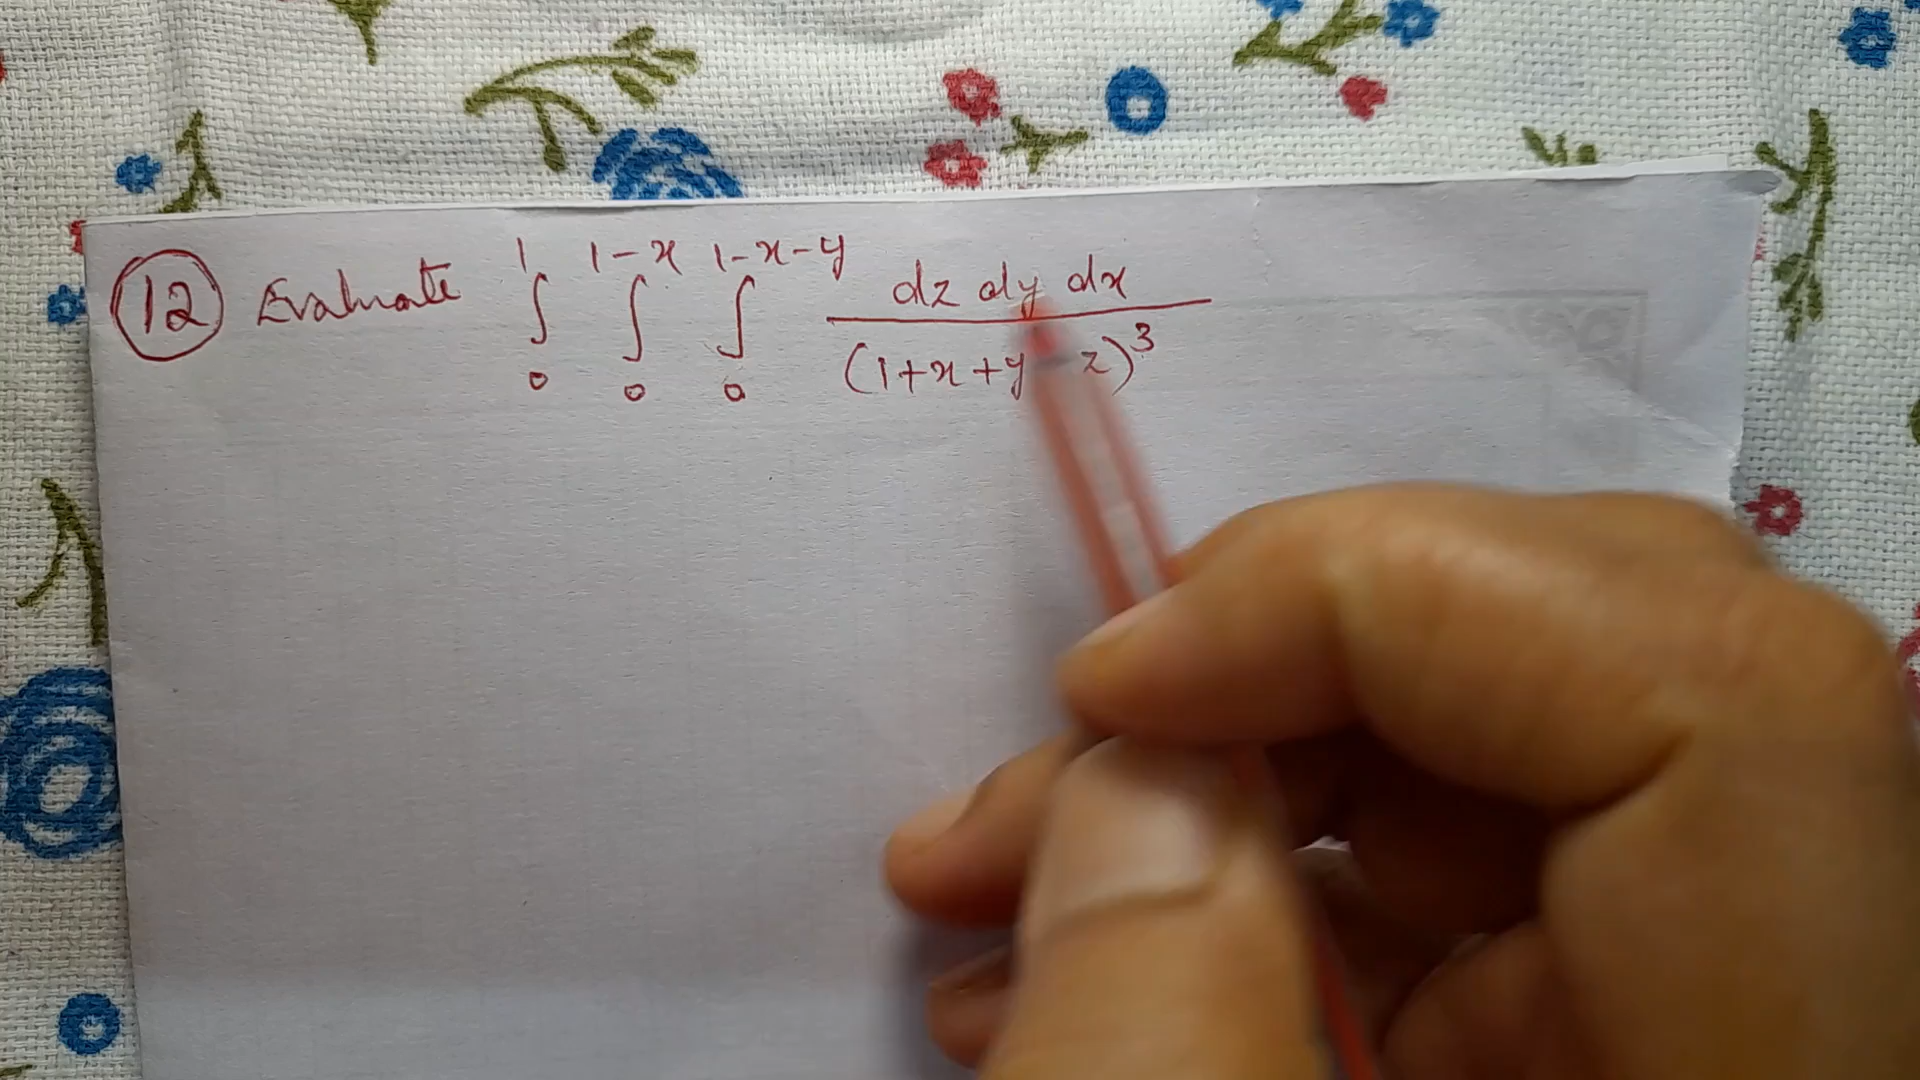 12 Evaluate ∫₀¹ ∫₀^(1-x) ∫₀^(1-x-y) dz dy dx / (1+x+y z)³